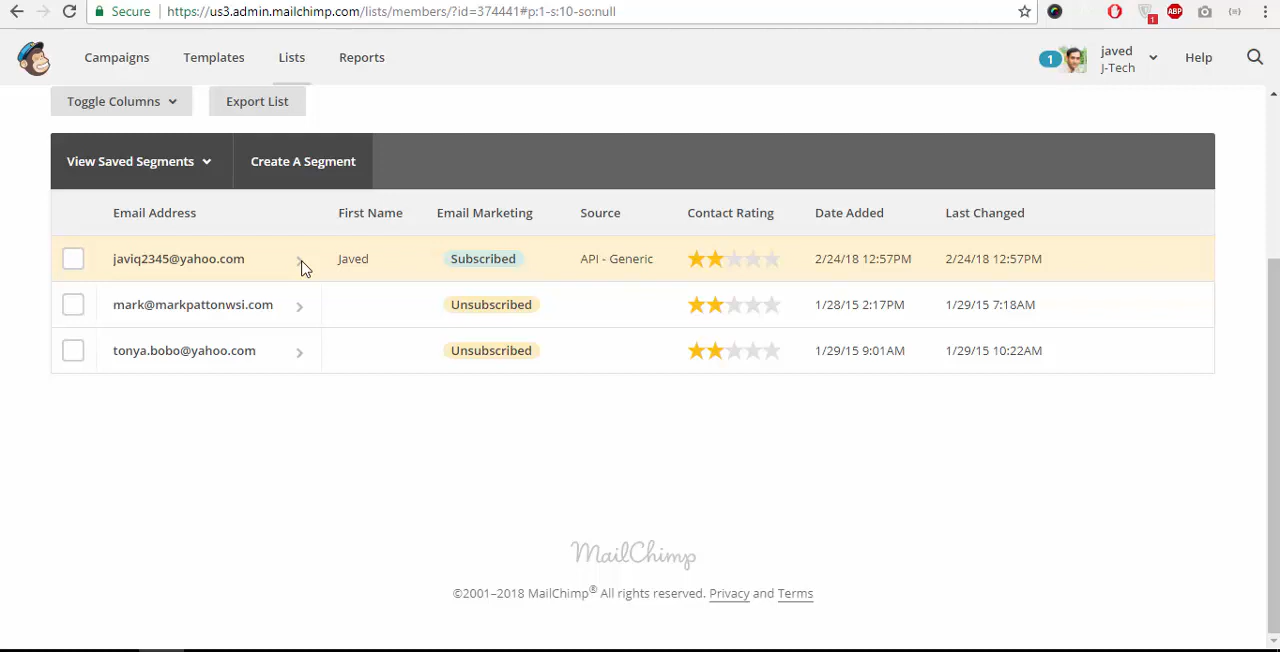 Secure https://us3.admin.mailchimp.com/lists/members/?id=374441#p:1-s:10-so:null
1 ABP
Campaigns Templates Lists Reports 1 javed Help
J-Tech
Toggle Columns Export List
View Saved Segments Create A Segment
Email Address First Name Email Marketing Source Contact Rating Date Added Last Changed
javiq2345@yahoo.com Javed Subscribed API - Generic 2/24/18 12:57PM 2/24/18 12:57PM
mark@markpattonwsi.com Unsubscribed 1/28/15 2:17PM 1/29/15 7:18AM
tonya.bobo@yahoo.com Unsubscribed 1/29/15 9:01AM 1/29/15 10:22AM
MailChimp
©2001–2018 MailChimp® All rights reserved. Privacy and Terms